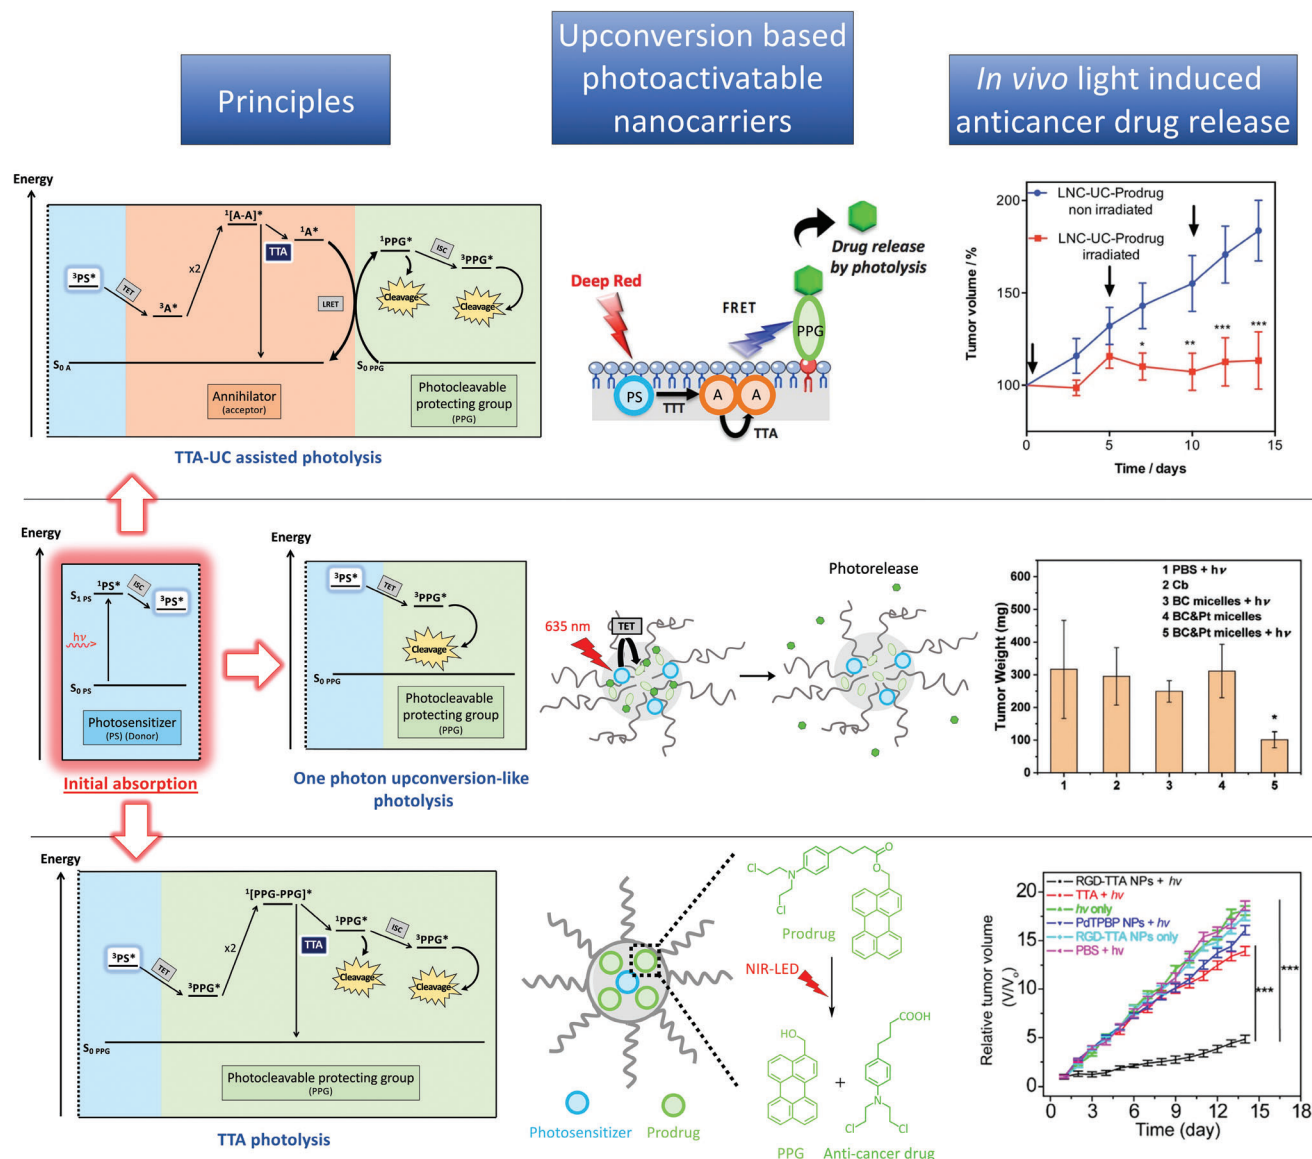 Principles
Upconversion based
photoactivatable
nanocarriers
In vivo light induced
anticancer drug release
Energy
³PS*
TET
³A*
x2
¹[A-A]*
TTA
¹A*
LRET
¹PPG*
ISC
³PPG*
Cleavage
Cleavage
S₀ A
S₀ PPG
Annihilator
(acceptor)
Photocleavable
protecting group
(PPG)
TTA-UC assisted photolysis
Deep Red
FRET
Drug release
by photolysis
PPG
PS
TTT
A
A
TTA
LNC-UC-Prodrug
non irradiated
LNC-UC-Prodrug
irradiated
Tumor volume / %
200
150
100
*
**
***
***
0
5
10
15
Time / days
Energy
S₁ PS
¹PS*
ISC
³PS*
hν
S₀ PS
Photosensitizer
(PS) (Donor)
Initial absorption
Energy
³PS*
TET
³PPG*
Cleavage
S₀ PPG
Photocleavable
protecting group
(PPG)
One photon upconversion-like
photolysis
635 nm
TET
Photorelease
1 PBS + hν
2 Cb
3 BC micelles + hν
4 BC&Pt micelles
5 BC&Pt micelles + hν
Tumor Weight (mg)
600
500
400
300
200
100
0
*
1
2
3
4
5
Energy
³PS*
TET
³PPG*
x2
¹[PPG-PPG]*
TTA
¹PPG*
ISC
³PPG*
Cleavage
Cleavage
S₀ PPG
Photocleavable protecting group
(PPG)
TTA photolysis
Photosensitizer
Prodrug
Cl
N
Cl
O
O
Prodrug
NIR-LED
HO
PPG
+
COOH
N
Cl
Cl
Anti-cancer drug
RGD-TTA NPs + hν
TTA + hν
hν only
PdTPBP NPs + hν
RGD-TTA NPs only
PBS + hv
Relative tumor volume
(V/V₀)
20
15
10
5
0
***
***
0
3
6
9
12
15
18
Time (day)